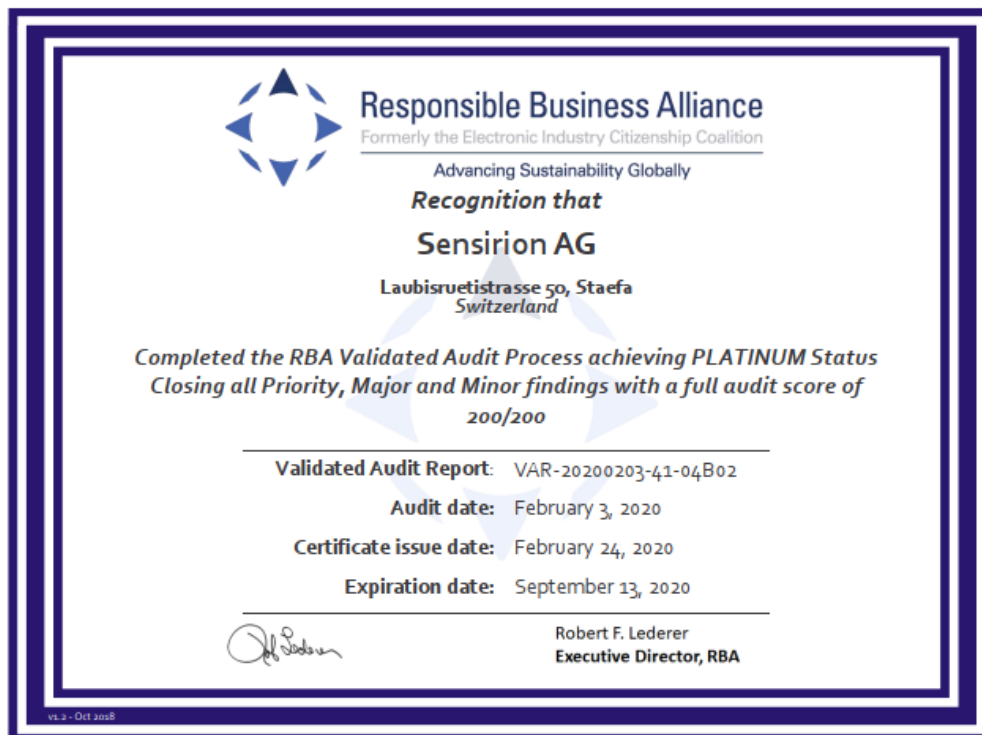 Responsible Business Alliance
Formerly the Electronic Industry Citizenship Coalition
Advancing Sustainability Globally
Recognition that
Sensirion AG
Laubisruetistrasse 50, Staefa
Switzerland
Completed the RBA Validated Audit Process achieving PLATINUM Status
Closing all Priority, Major and Minor findings with a full audit score of
200/200
Validated Audit Report: VAR-20200203-41-04B02
Audit date: February 3, 2020
Certificate issue date: February 24, 2020
Expiration date: September 13, 2020
Robert F. Lederer
Executive Director, RBA
v1.2 - Oct 2018